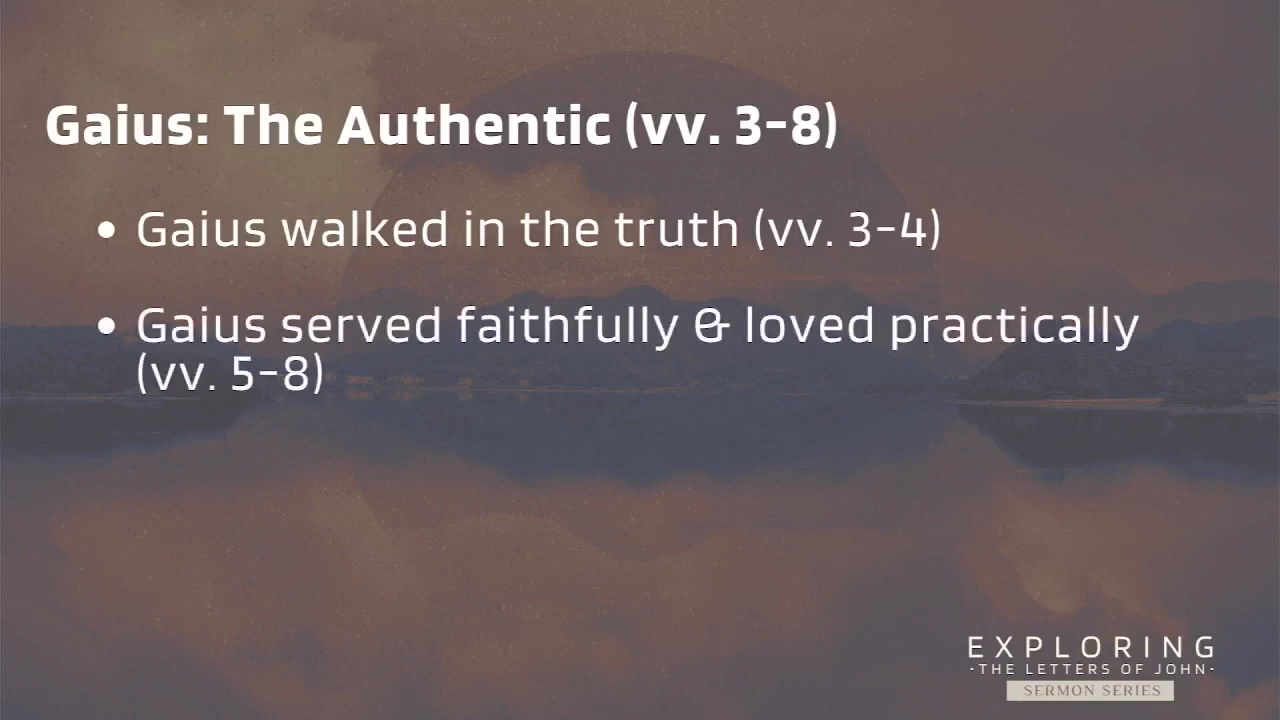 Gaius: The Authentic (vv. 3-8)
• Gaius walked in the truth (vv. 3-4)
• Gaius served faithfully & loved practically
(vv. 5-8)
EXPLORING
·THE LETTERS OF JOHN·
SERMON SERIES